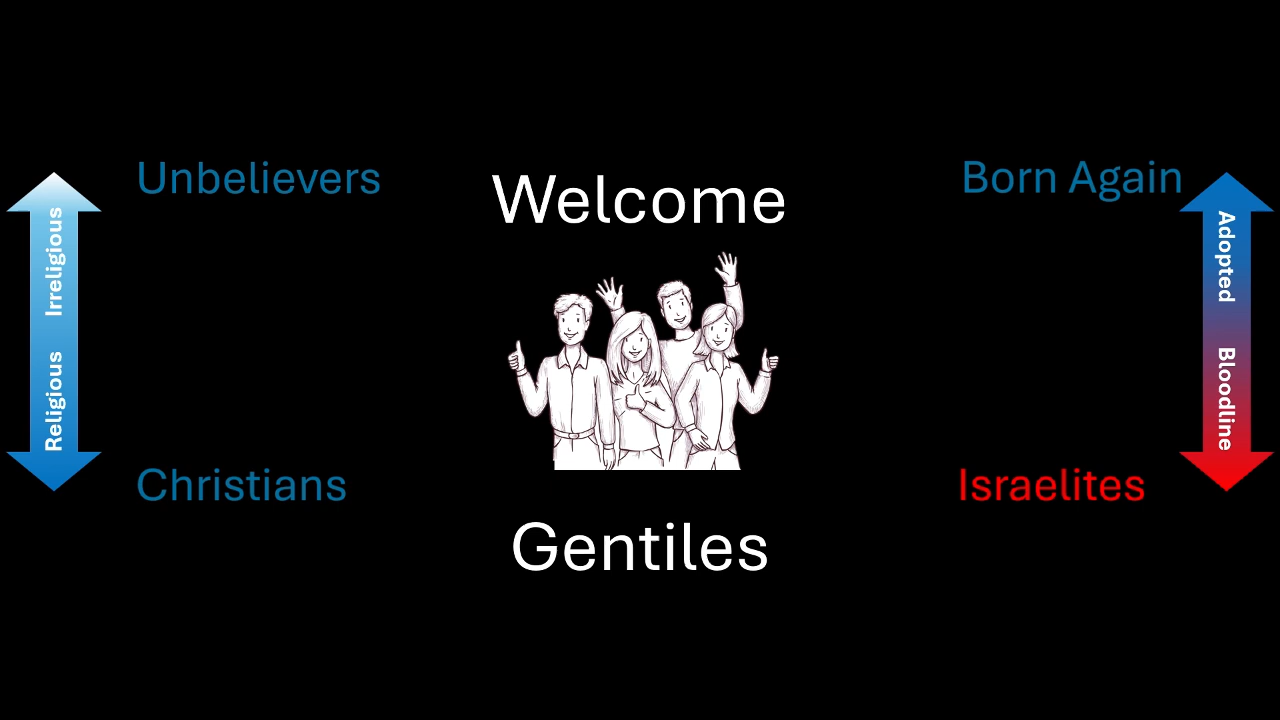 Unbelievers
Welcome
Born Again
Irreligious
Religious
Adopted
Bloodline
Christians
Israelites
Gentiles